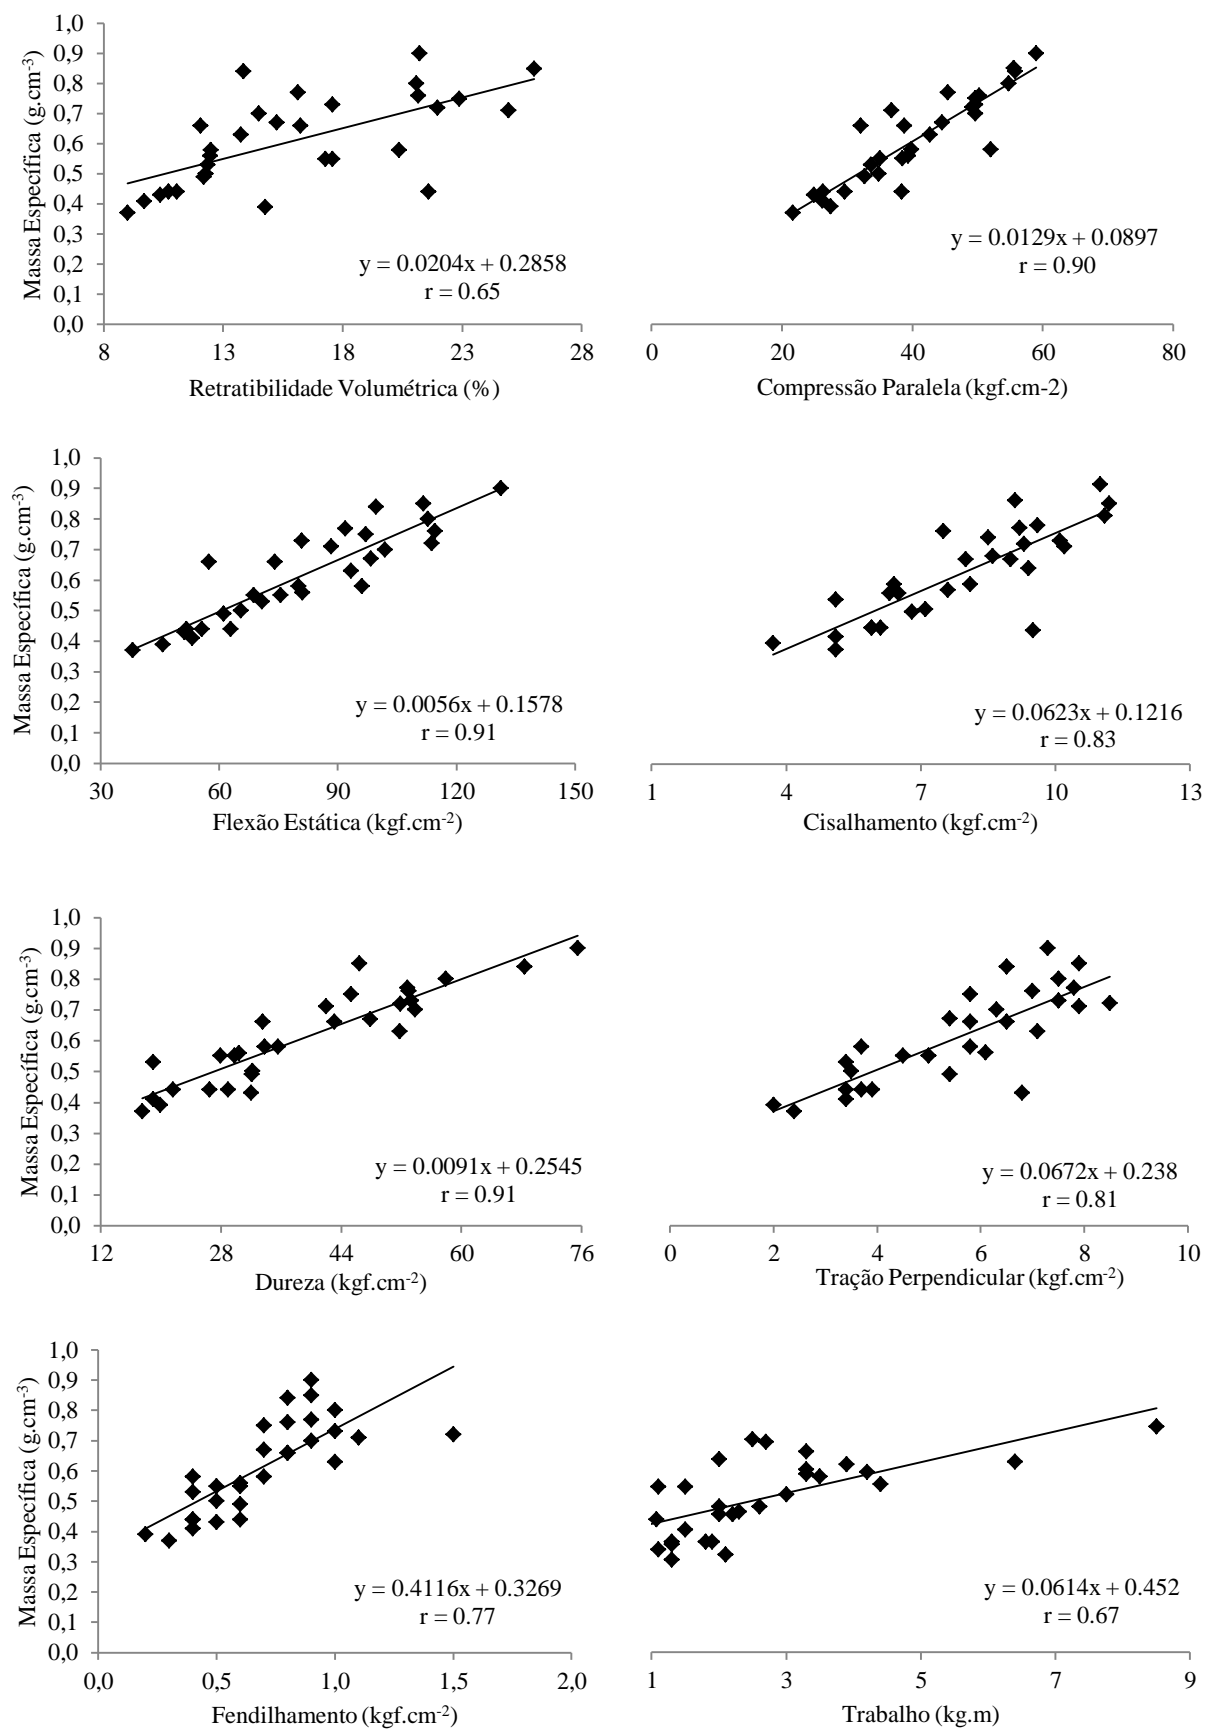 1,0
0,9
0,8
0,7
0,6
0,5
0,4
0,3
0,2
0,1
0,0
Massa Específica (g.cm-3)
y = 0.0204x + 0.2858
r = 0.65
8 13 18 23 28
Retratibilidade Volumétrica (%)
y = 0.0129x + 0.0897
r = 0.90
0 20 40 60 80
Compressão Paralela (kgf.cm-2)
1,0
0,9
0,8
0,7
0,6
0,5
0,4
0,3
0,2
0,1
0,0
Massa Específica (g.cm-3)
y = 0.0056x + 0.1578
r = 0.91
30 60 90 120 150
Flexão Estática (kgf.cm-2)
y = 0.0623x + 0.1216
r = 0.83
1 4 7 10 13
Cisalhamento (kgf.cm-2)
1,0
0,9
0,8
0,7
0,6
0,5
0,4
0,3
0,2
0,1
0,0
Massa Específica (g.cm-3)
y = 0.0091x + 0.2545
r = 0.91
12 28 44 60 76
Dureza (kgf.cm-2)
y = 0.0672x + 0.238
r = 0.81
0 2 4 6 8 10
Tração Perpendicular (kgf.cm-2)
1,0
0,9
0,8
0,7
0,6
0,5
0,4
0,3
0,2
0,1
0,0
Massa Específica (g.cm-3)
y = 0.4116x + 0.3269
r = 0.77
0,0 0,5 1,0 1,5 2,0
Fendilhamento (kgf.cm-2)
y = 0.0614x + 0.452
r = 0.67
1 3 5 7 9
Trabalho (kg.m)